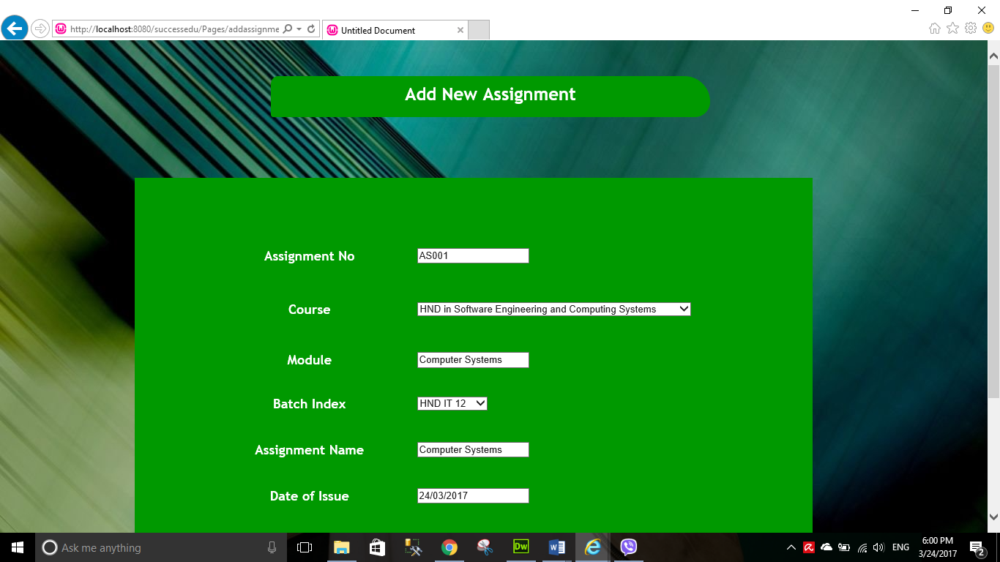 http://localhost:8080/successedu/Pages/addassignme
Untitled Document
Add New Assignment
Assignment No AS001
Course HND in Software Engineering and Computing Systems
Module Computer Systems
Batch Index HND IT 12
Assignment Name Computer Systems
Date of Issue 24/03/2017
Ask me anything
Dw
ENG
6:00 PM
3/24/2017
2